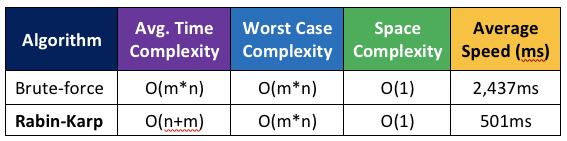 Algorithm Avg. Time Complexity Worst Case Complexity Space Complexity Average Speed (ms)
Brute-force O(m*n) O(m*n) O(1) 2,437ms
Rabin-Karp O(n+m) O(m*n) O(1) 501ms